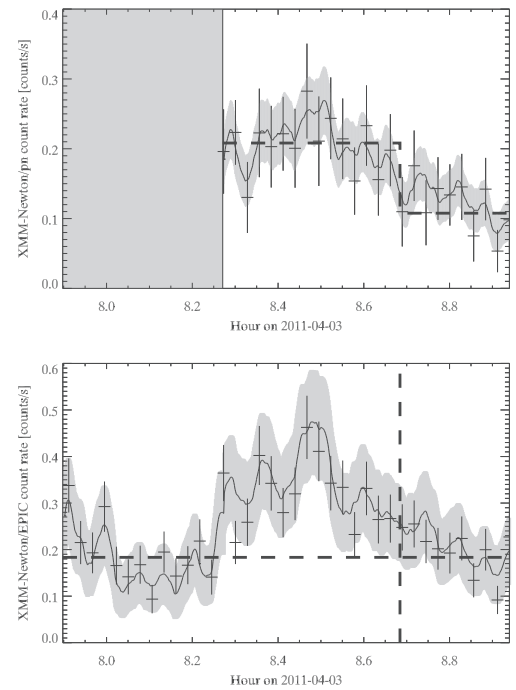 XMM-Newton/pn count rate [counts/s]
0.4
0.3
0.2
0.1
0.0
8.0 8.2 8.4 8.6 8.8
Hour on 2011-04-03
XMM-Newton/EPIC count rate [counts/s]
0.6
0.5
0.4
0.3
0.2
0.1
0.0
8.0 8.2 8.4 8.6 8.8
Hour on 2011-04-03